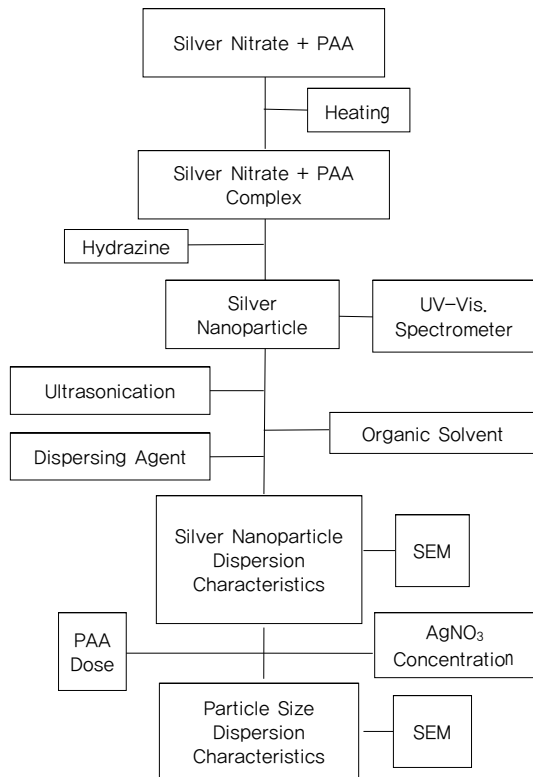 Silver Nitrate + PAA
Heating
Silver Nitrate + PAA
Complex
Hydrazine
Silver
Nanoparticle
UV-Vis.
Spectrometer
Ultrasonication
Organic Solvent
Dispersing Agent
Silver Nanoparticle
Dispersion
Characteristics
SEM
PAA
Dose
AgNO₃
Concentration
Particle Size
Dispersion
Characteristics
SEM